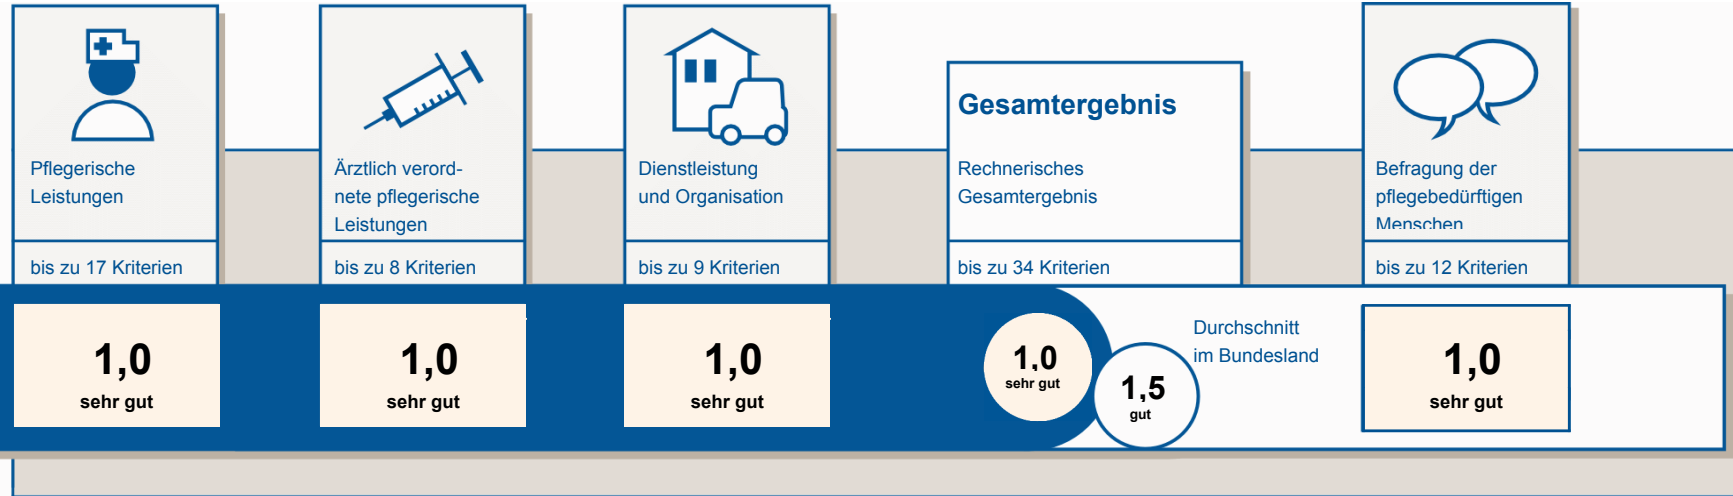 Pflegerische
Leistungen
bis zu 17 Kriterien
1,0
sehr gut
Ärztlich verord-
nete pflegerische
Leistungen
bis zu 8 Kriterien
1,0
sehr gut
Dienstleistung
und Organisation
bis zu 9 Kriterien
1,0
sehr gut
Gesamtergebnis
Rechnerisches
Gesamtergebnis
bis zu 34 Kriterien
1,0
sehr gut
Durchschnitt
im Bundesland
1,5
gut
Befragung der
pflegebedürftigen
Menschen
bis zu 12 Kriterien
1,0
sehr gut